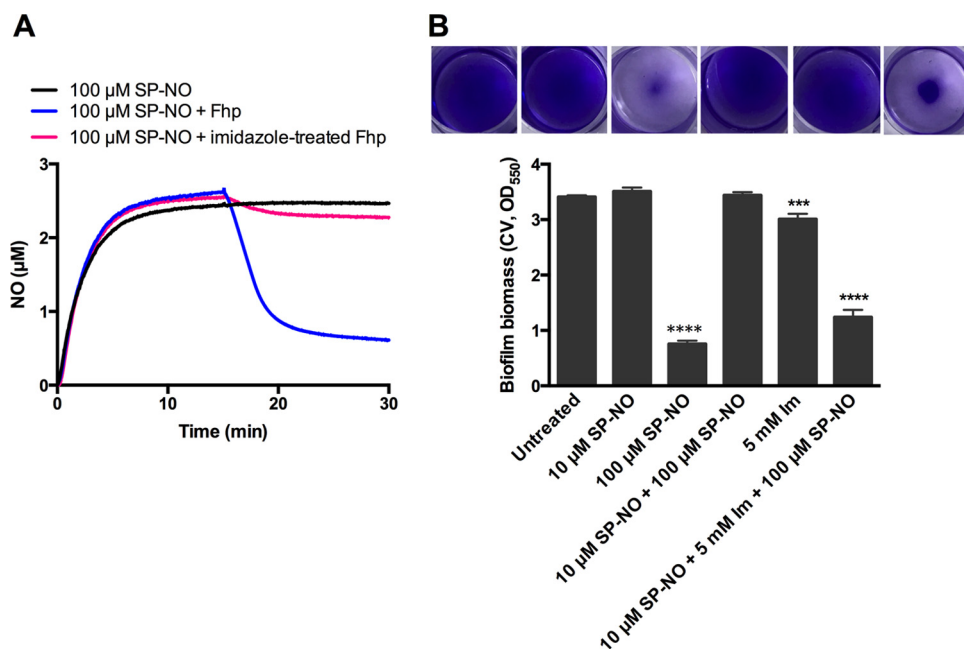 A
100 µM SP-NO
100 µM SP-NO + Fhp
100 µM SP-NO + imidazole-treated Fhp
3
2
1
0
NO (µM)
0
10
20
30
Time (min)
B
4
3
2
1
0
Biofilm biomass (CV, OD550)
****
***
****
Untreated
10 µM SP-NO
100 µM SP-NO
10 µM SP-NO + 100 µM SP-NO
5 mM Im
10 µM SP-NO + 5 mM Im + 100 µM SP-NO